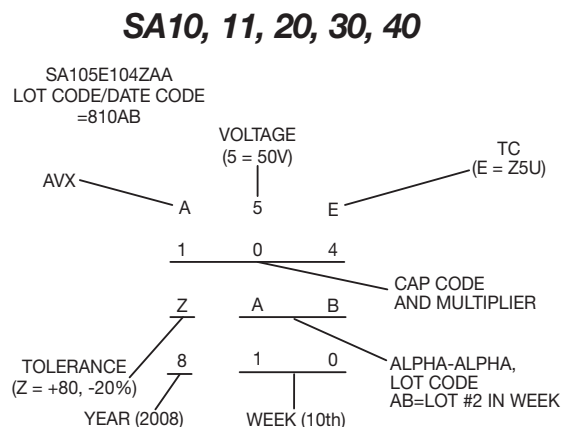 SA10, 11, 20, 30, 40
SA105E104ZAA
LOT CODE/DATE CODE
=810AB
VOLTAGE
(5 = 50V)
TC
(E = Z5U)
AVX
A 5 E
1 0 4
CAP CODE
AND MULTIPLIER
Z A B
TOLERANCE
(Z = +80, -20%)
8 1 0
ALPHA-ALPHA,
LOT CODE
AB=LOT #2 IN WEEK
YEAR (2008)
WEEK (10th)